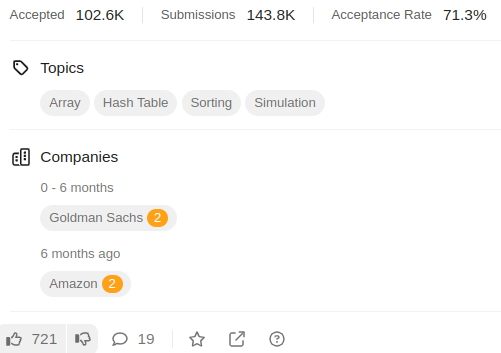 Accepted 102.6K Submissions 143.8K Acceptance Rate 71.3%
Topics
Array Hash Table Sorting Simulation
Companies
0 - 6 months
Goldman Sachs 2
6 months ago
Amazon 2
721 19